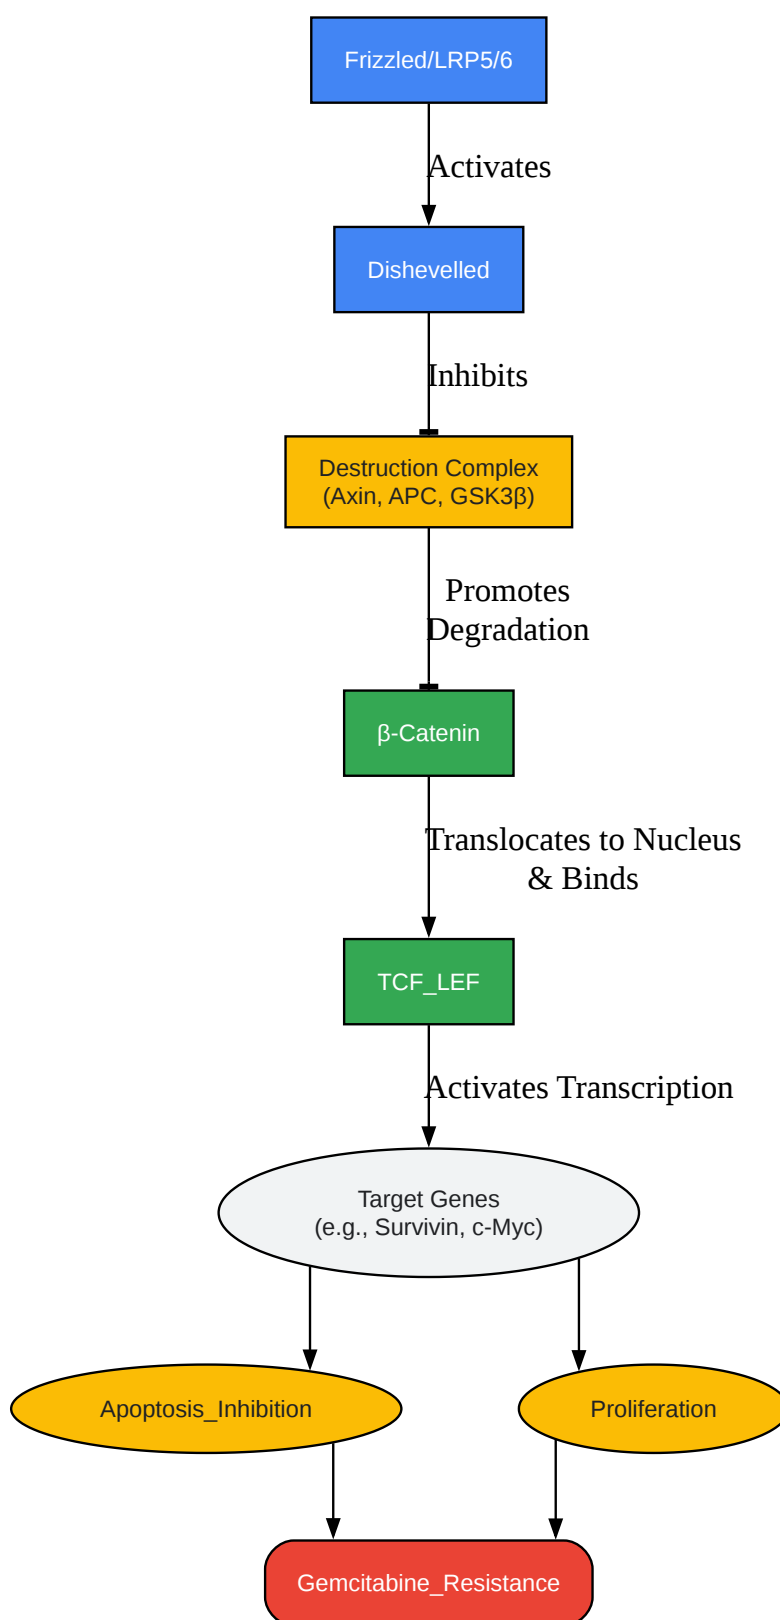 Frizzled/LRP5/6
Activates
Dishevelled
Inhibits
Destruction Complex
(Axin, APC, GSK3β)
Promotes
Degradation
β-Catenin
Translocates to Nucleus
& Binds
TCF_LEF
Activates Transcription
Target Genes
(e.g., Survivin, c-Myc)
Apoptosis_Inhibition
Proliferation
Gemcitabine_Resistance